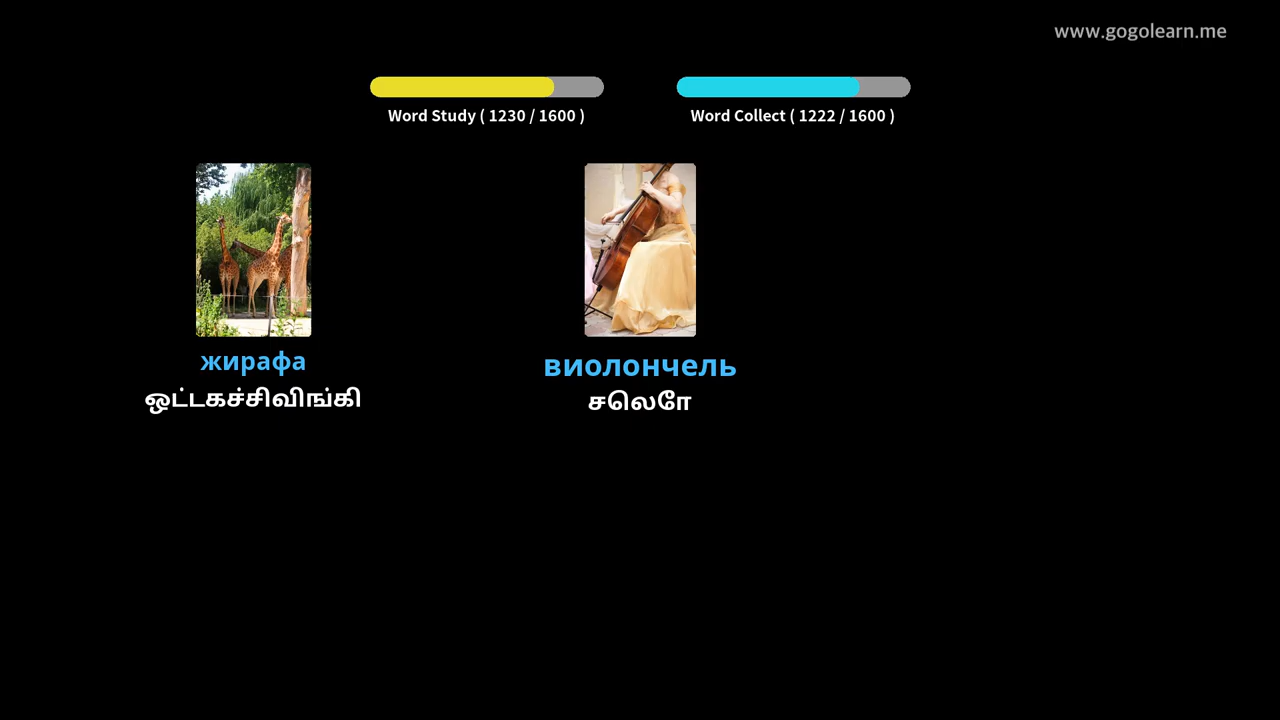 www.gogolearn.me
Word Study ( 1230 / 1600 )
Word Collect ( 1222 / 1600 )
жирафа
ஒட்டகச்சிவிங்கி
виолончель
சலெரே